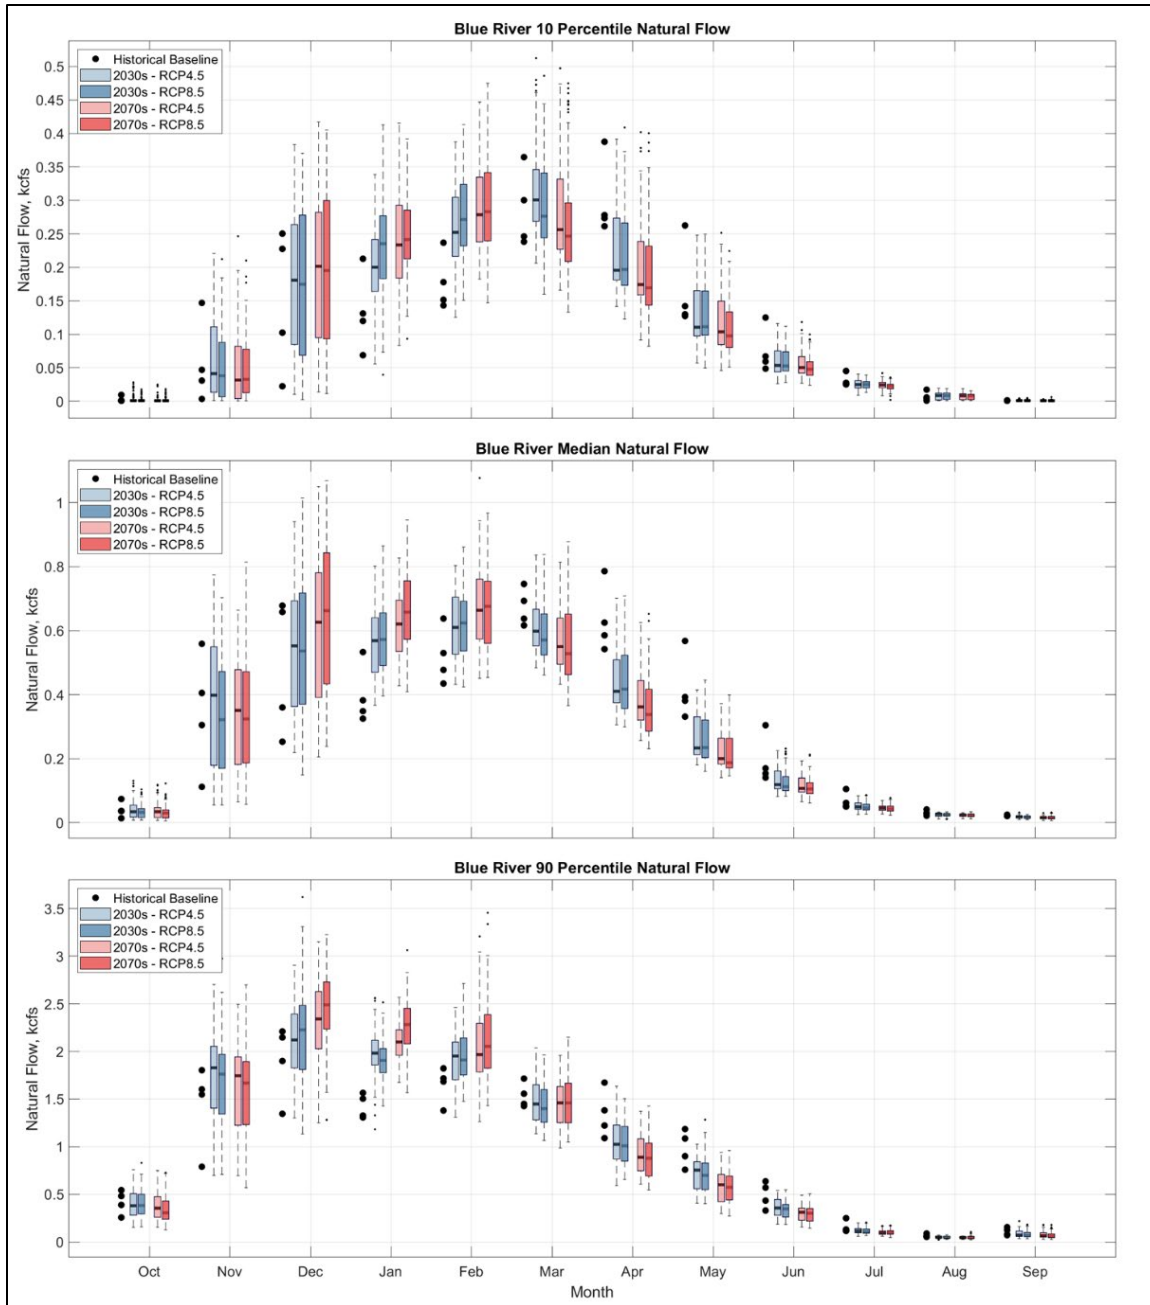 Blue River 10 Percentile Natural Flow
Historical Baseline
2030s - RCP4.5
2030s - RCP8.5
2070s - RCP4.5
2070s - RCP8.5
0.5
0.45
0.4
0.35
0.3
0.25
0.2
0.15
0.1
0.05
0
Natural Flow, kcfs
Blue River Median Natural Flow
Historical Baseline
2030s - RCP4.5
2030s - RCP8.5
2070s - RCP4.5
2070s - RCP8.5
1
0.8
0.6
0.4
0.2
0
Natural Flow, kcfs
Blue River 90 Percentile Natural Flow
Historical Baseline
2030s - RCP4.5
2030s - RCP8.5
2070s - RCP4.5
2070s - RCP8.5
3.5
3
2.5
2
1.5
1
0.5
0
Natural Flow, kcfs
Oct Nov Dec Jan Feb Mar Apr May Jun Jul Aug Sep
Month